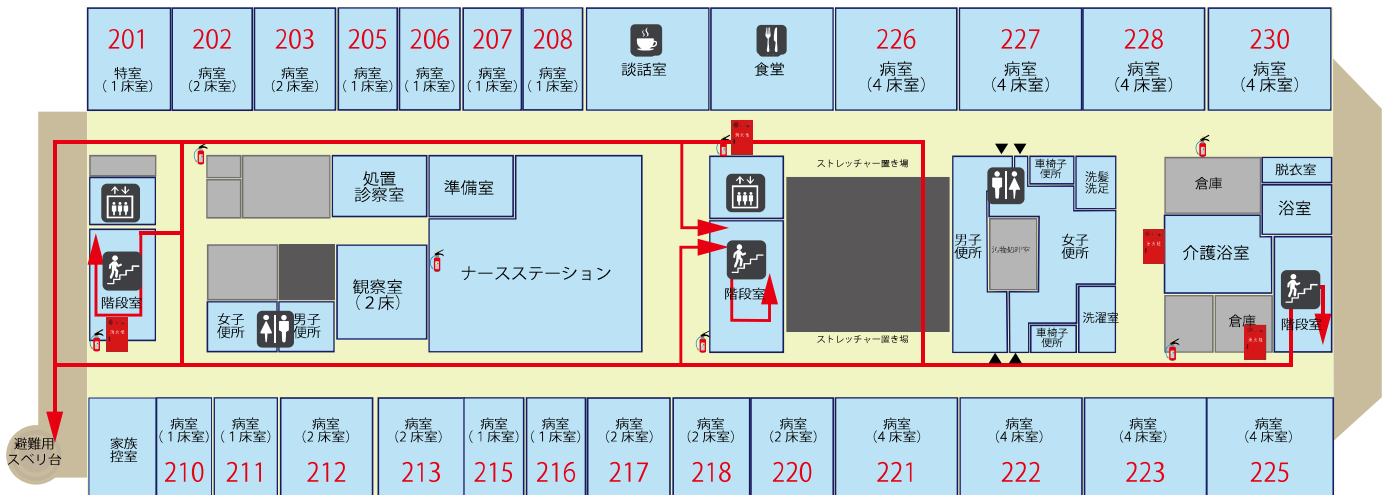 201
特室
(1床室)
202
病室
(2床室)
203
病室
(2床室)
205
病室
(1床室)
206
病室
(1床室)
207
病室
(1床室)
208
病室
(1床室)
談話室
食堂
226
病室
(4床室)
227
病室
(4床室)
228
病室
(4床室)
230
病室
(4床室)
処置
診察室
準備室
ナースステーション
観察室
(2床)
女子
便所
男子
便所
階段室
階段室
ストレッチャー置き場
ストレッチャー置き場
車椅子
便所
洗髪
洗足
男子
便所
女子
便所
車椅子
便所
洗濯室
倉庫
脱衣室
浴室
介護浴室
倉庫
階段室
避難用
スベリ台
家族
控室
病室
(1床室)
210
病室
(1床室)
211
病室
(2床室)
212
病室
(2床室)
213
病室
(1床室)
215
病室
(1床室)
216
病室
(2床室)
217
病室
(2床室)
218
病室
(2床室)
220
病室
(4床室)
221
病室
(4床室)
222
病室
(4床室)
223
病室
(4床室)
225